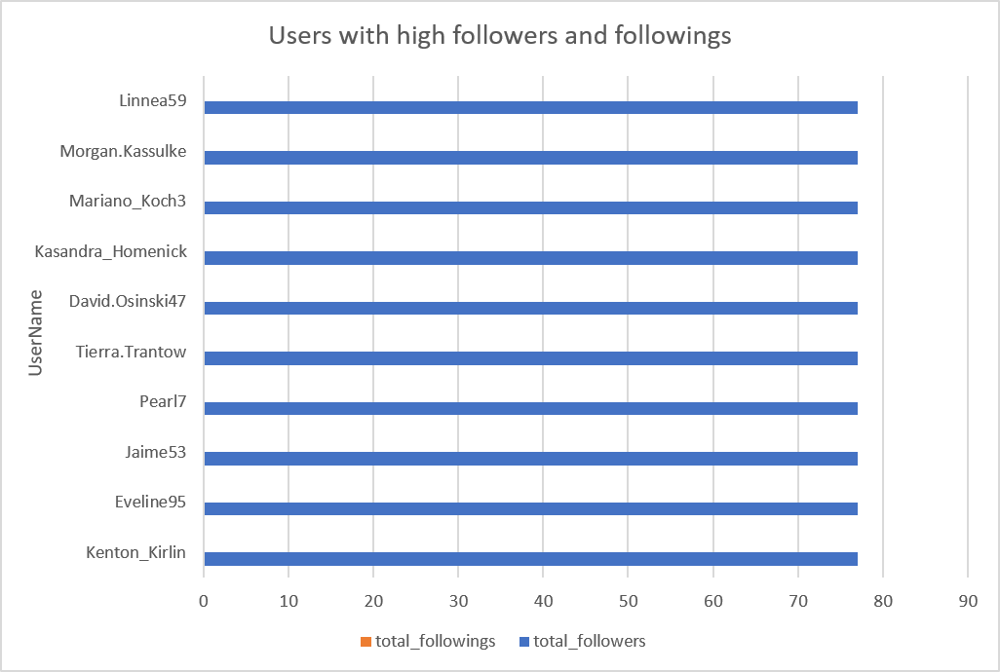 Users with high followers and followings
UserName
Linnea59
Morgan.Kassulke
Mariano_Koch3
Kasandra_Homenick
David.Osinski47
Tierra.Trantow
Pearl7
Jaime53
Eveline95
Kenton_Kirlin
0 10 20 30 40 50 60 70 80 90
total_followings total_followers